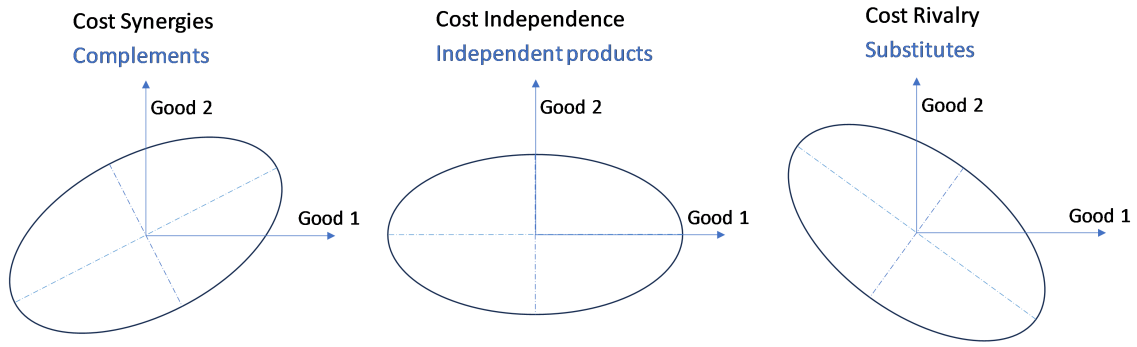 Cost Synergies
Complements
Good 2
Good 1
Cost Independence
Independent products
Good 2
Good 1
Cost Rivalry
Substitutes
Good 2
Good 1